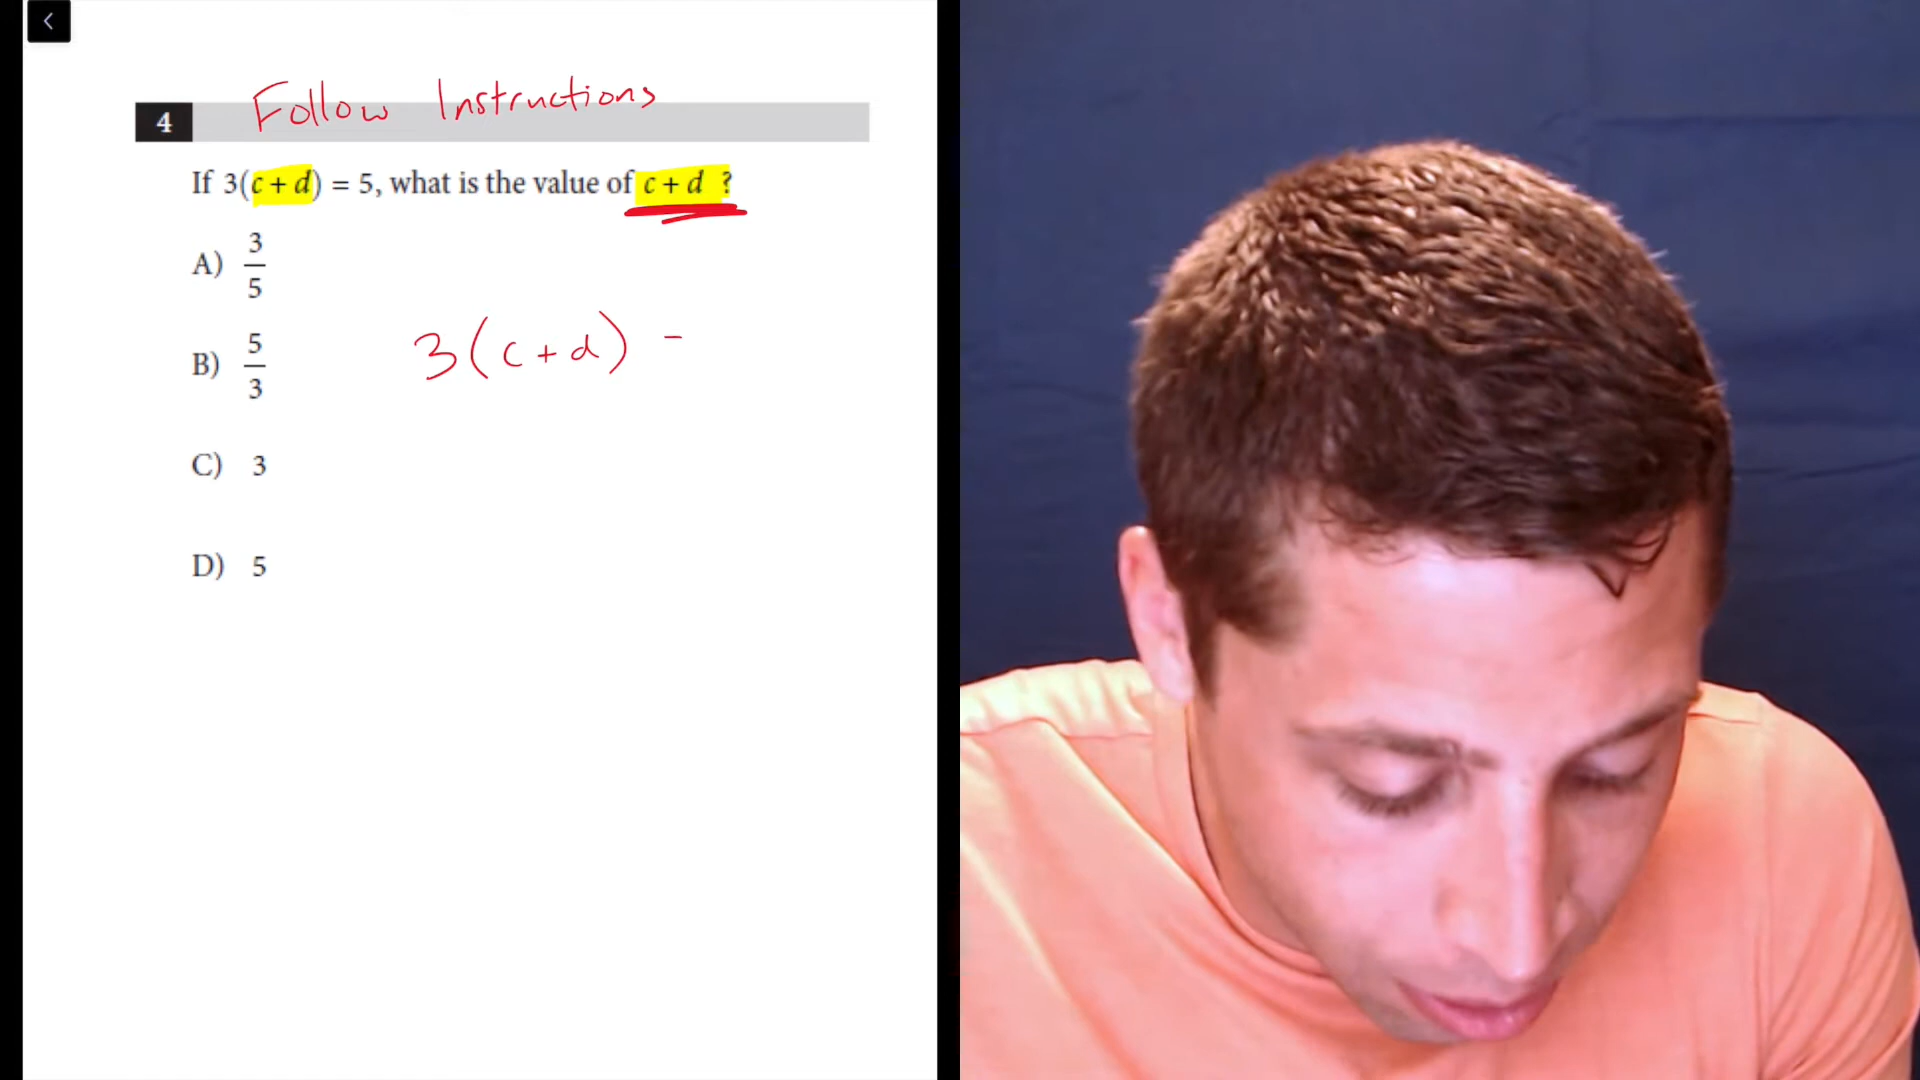 Follow Instructions
4
If 3(c + d) = 5, what is the value of c + d ?
A) 3/5
B) 5/3
3(c+d) -
C) 3
D) 5